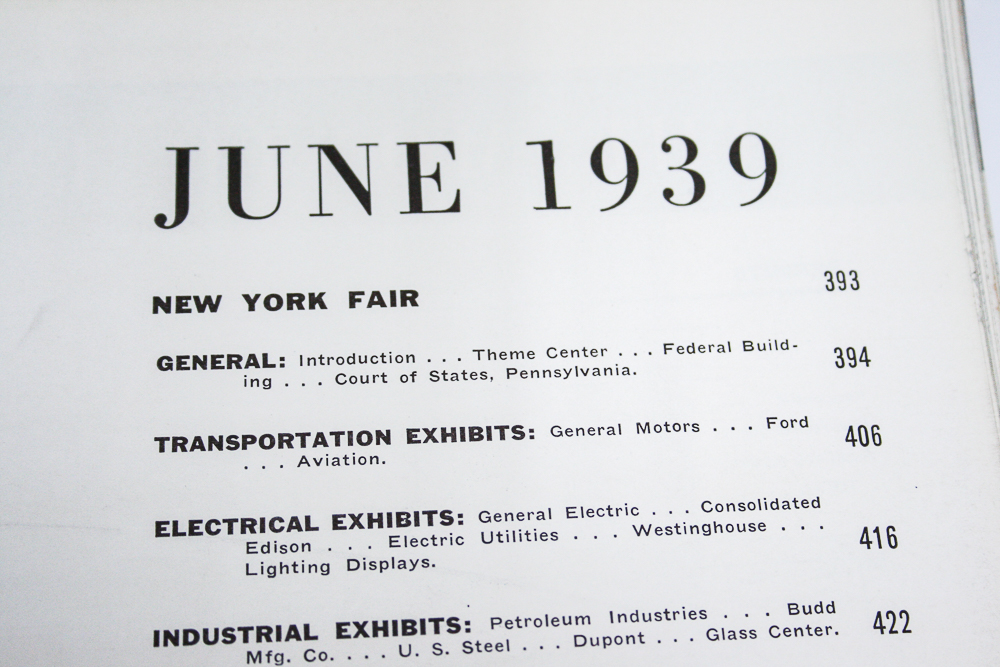 JUNE 1939
NEW YORK FAIR 393
GENERAL: Introduction . . . Theme Center . . . Federal Build-
ing . . . Court of States, Pennsylvania. 394
TRANSPORTATION EXHIBITS: General Motors . . . Ford
. . . Aviation. 406
ELECTRICAL EXHIBITS: General Electric . . . Consolidated
Edison . . . Electric Utilities . . . Westinghouse . . .
Lighting Displays. 416
INDUSTRIAL EXHIBITS: Petroleum Industries . . . Budd
Mfg. Co. . . . U. S. Steel . . . Dupont . . . Glass Center. 422